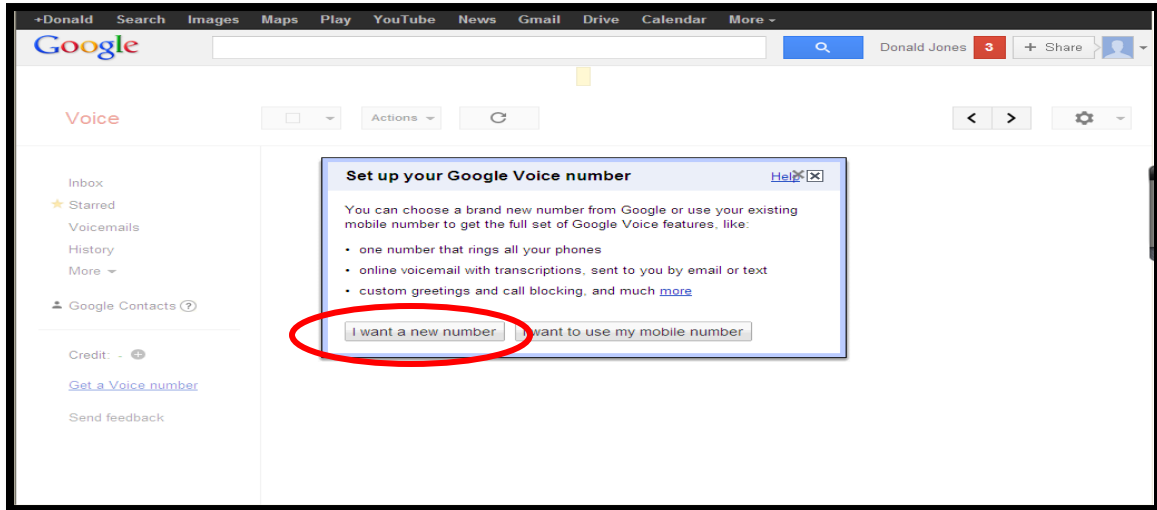 +Donald Search Images Maps Play YouTube News Gmail Drive Calendar More
Google
Donald Jones 3 + Share
Voice Actions
Inbox
Starred
Voicemails
History
More
Google Contacts ?
Credit: -
Get a Voice number
Send feedback
Set up your Google Voice number Help
You can choose a brand new number from Google or use your existing
mobile number to get the full set of Google Voice features, like:
• one number that rings all your phones
• online voicemail with transcriptions, sent to you by email or text
• custom greetings and call blocking, and much more
I want a new number I want to use my mobile number